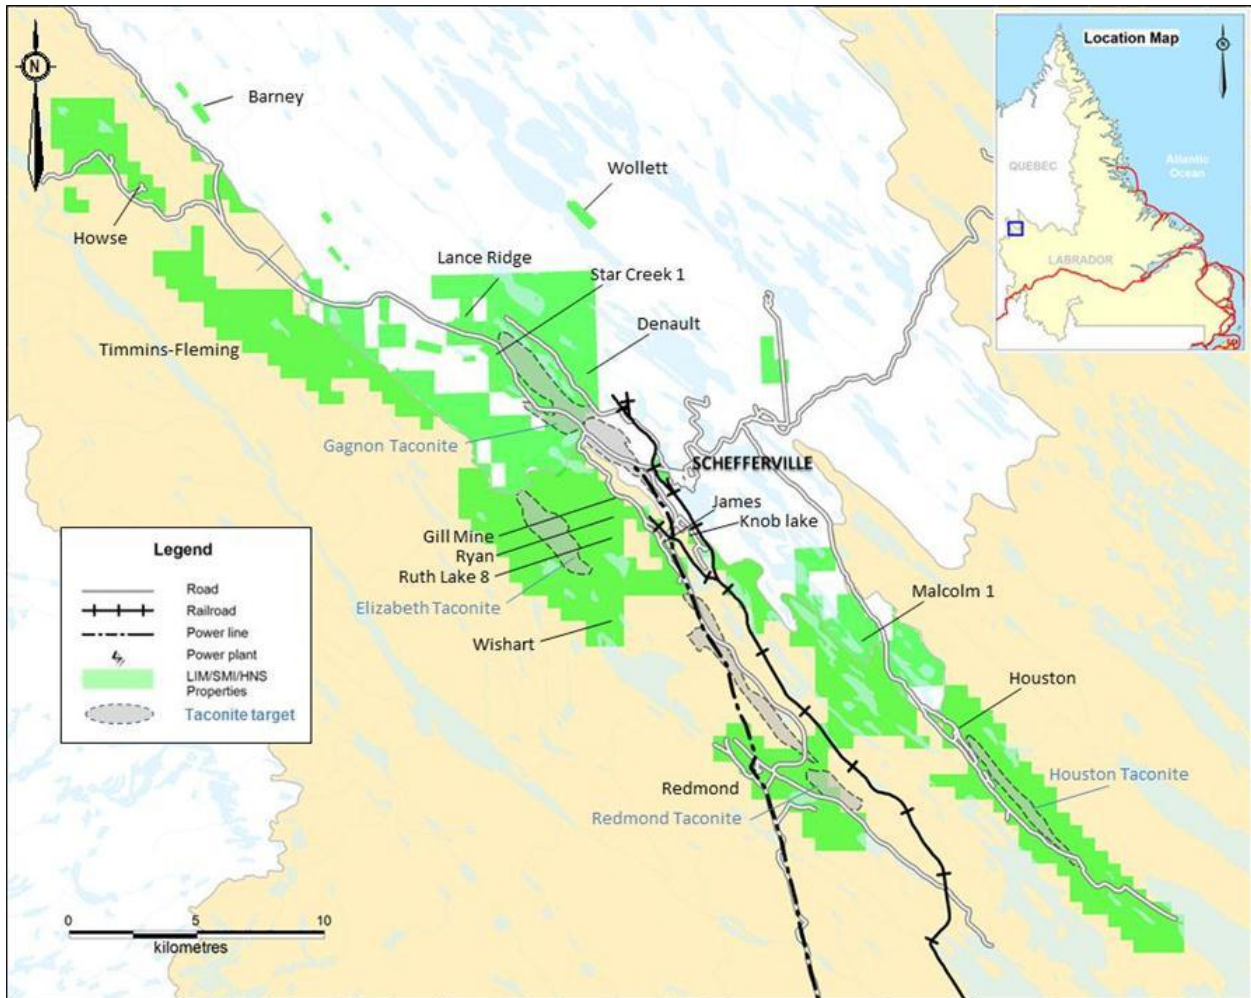 N
Barney
Howse
Wollett
Lance Ridge
Star Creek 1
Denault
Timmins-Fleming
Gagnon Taconite
SCHEFFERVILLE
James
Knob lake
Gill Mine
Ryan
Ruth Lake 8
Elizabeth Taconite
Wishart
Malcolm 1
Houston
Houston Taconite
Redmond
Redmond Taconite
Location Map
N
QUEBEC
Atlantic
Ocean
LABRADOR
Legend
Road
Railroad
Power line
Power plant
LIM/SMI/HNS
Properties
Taconite target
0 5 10
kilometres